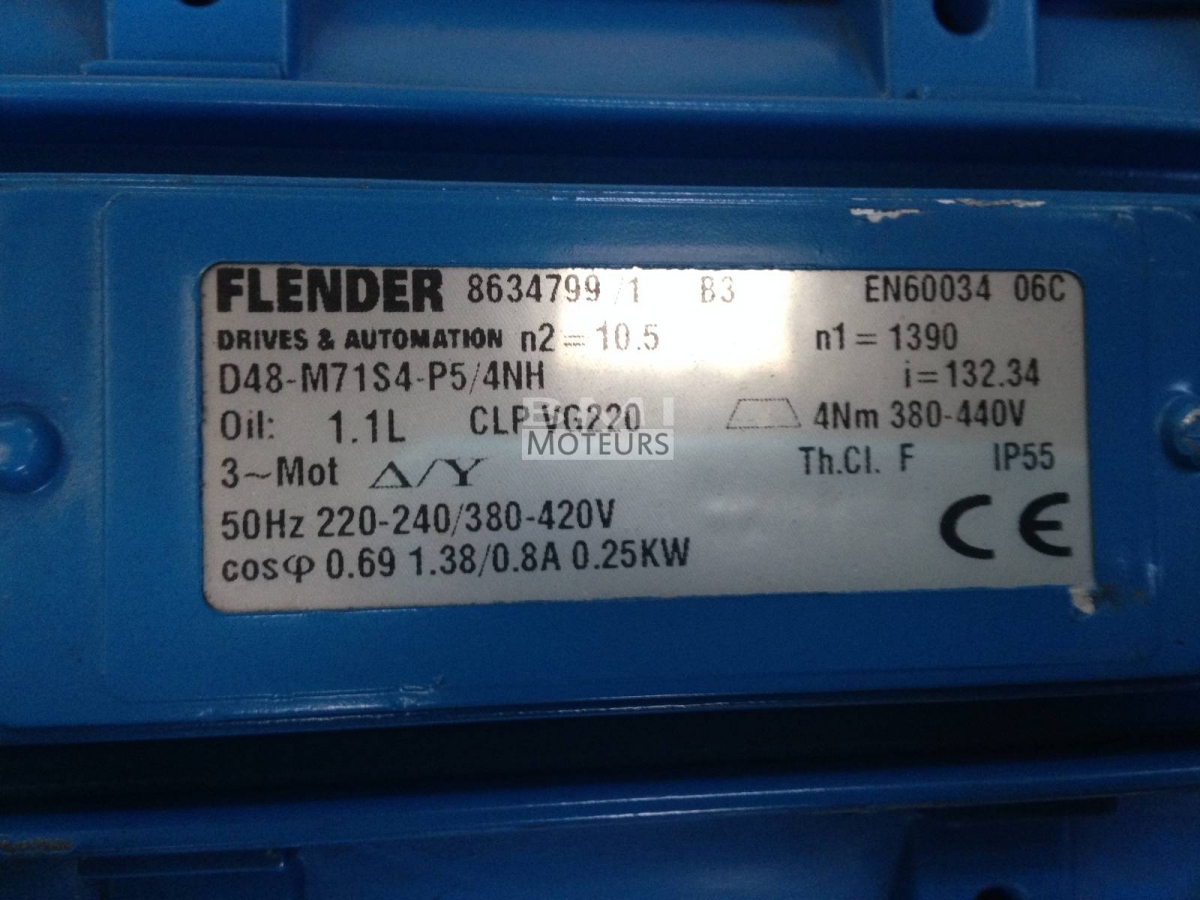 FLENDER 8634799/1 B3 EN60034 06C
DRIVES & AUTOMATION n2=10.5 n1=1390
D48-M71S4-P5/4NH i=132.34
Oil: 1.1L CLP VG220 4Nm 380-440V
BMI
MOTEURS
3~Mot Δ/Y Th.Cl. F IP55
50Hz 220-240/380-420V CE
cosφ 0.69 1.38/0.8A 0.25KW